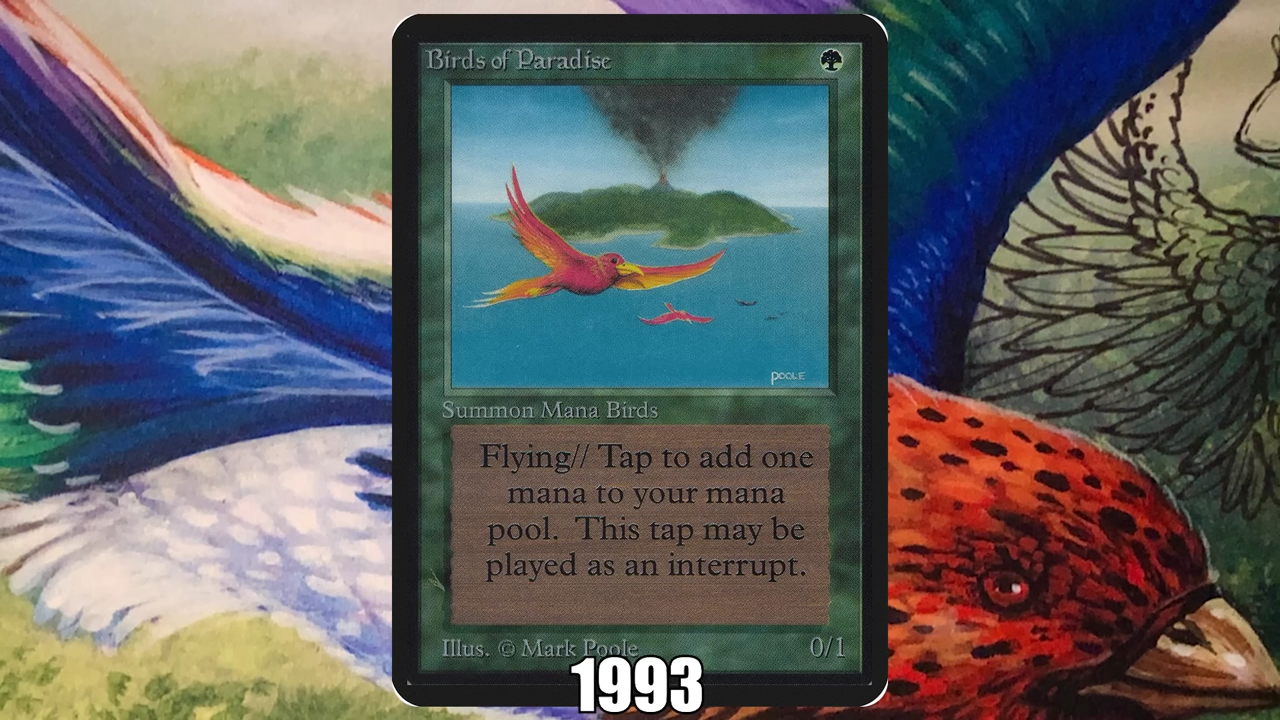 Birds of Paradise
POOLE
Summon Mana Birds
Flying// Tap to add one
mana to your mana
pool. This tap may be
played as an interrupt.
Illus. © Mark Poole
0/1
1993